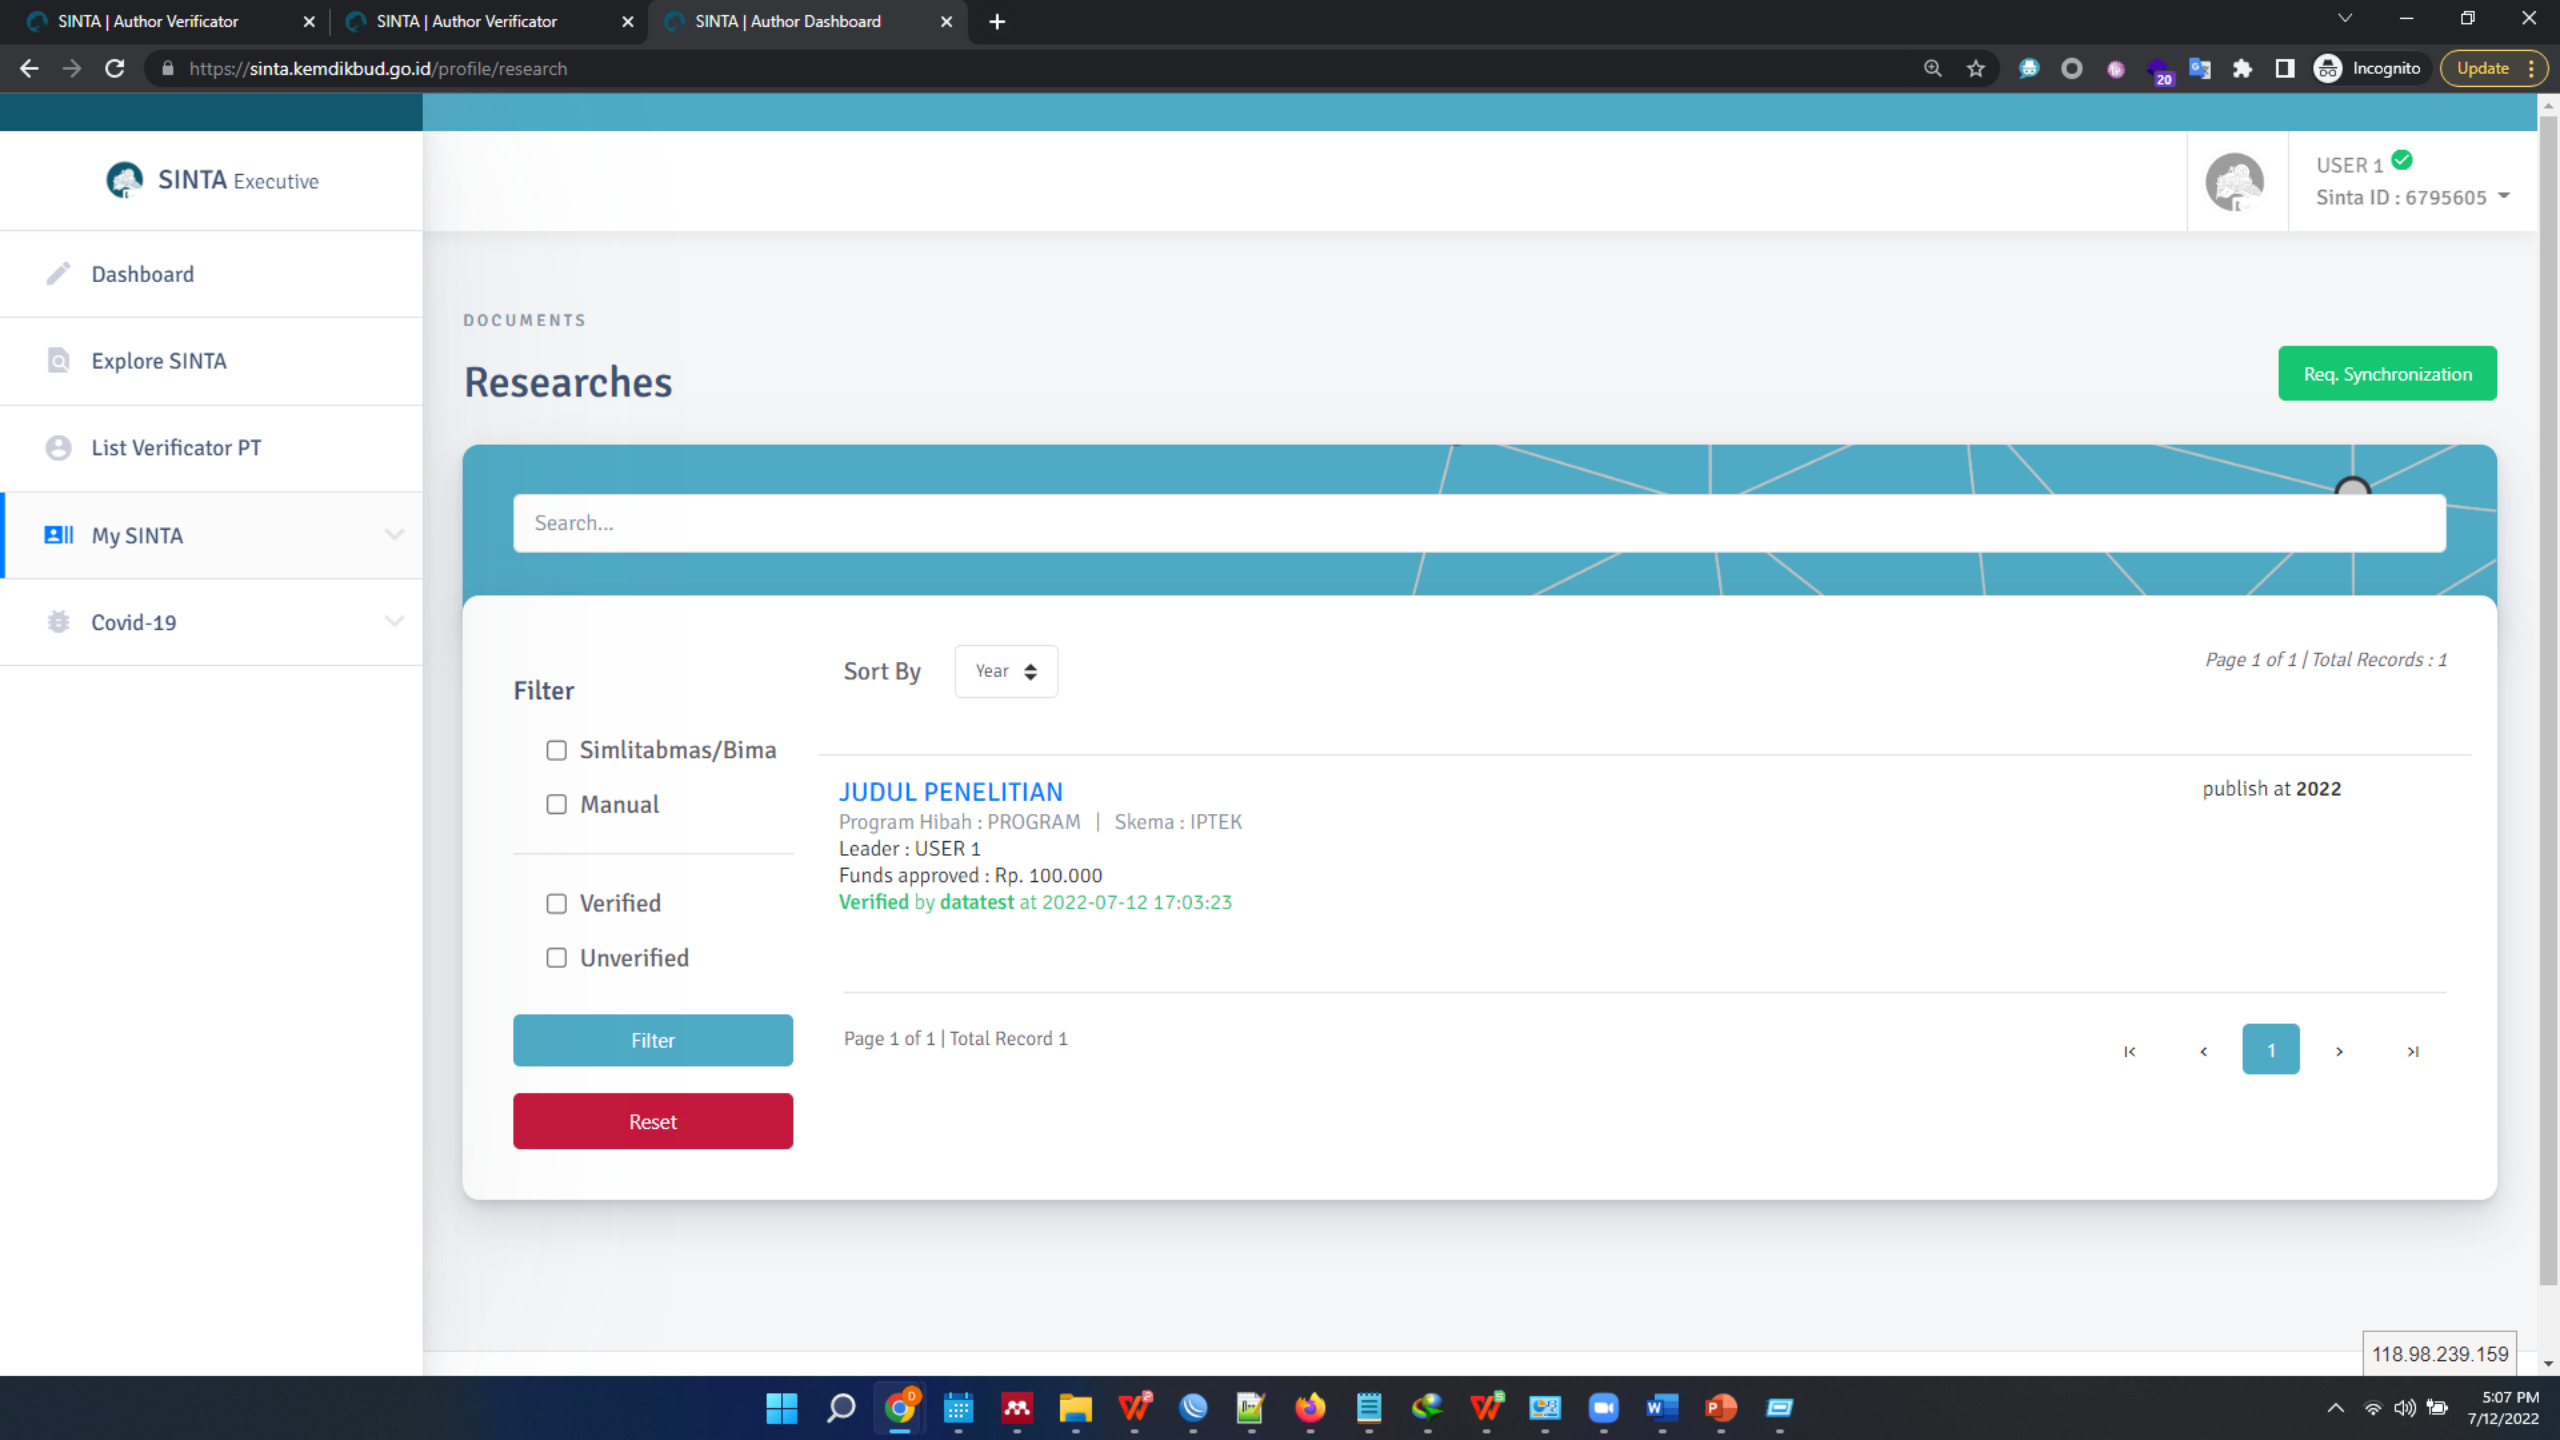 SINTA | Author Verificator
SINTA | Author Verificator
SINTA | Author Dashboard
https://sinta.kemdikbud.go.id/profile/research
20
Incognito
Update
SINTA Executive
USER 1
Sinta ID : 6795605
Dashboard
Explore SINTA
List Verificator PT
My SINTA
Covid-19
DOCUMENTS
Researches
Req. Synchronization
Search...
Filter
Simlitabmas/Bima
Manual
Verified
Unverified
Filter
Reset
Sort By
Year
Page 1 of 1 | Total Records : 1
JUDUL PENELITIAN
publish at 2022
Program Hibah : PROGRAM | Skema : IPTEK
Leader : USER 1
Funds approved : Rp. 100.000
Verified by datatest at 2022-07-12 17:03:23
Page 1 of 1 | Total Record 1
1
118.98.239.159
5:07 PM
7/12/2022